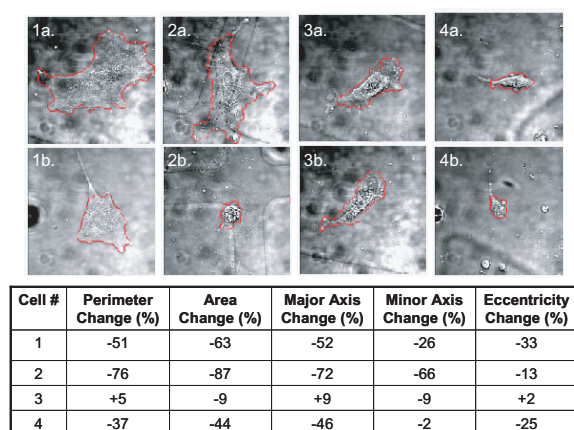 1a. 2a. 3a. 4a.
1b. 2b. 3b. 4b.
Cell # Perimeter Area Major Axis Minor Axis Eccentricity
Change (%) Change (%) Change (%) Change (%) Change (%)
1 -51 -63 -52 -26 -33
2 -76 -87 -72 -66 -13
3 +5 -9 +9 -9 +2
4 -37 -44 -46 -2 -25